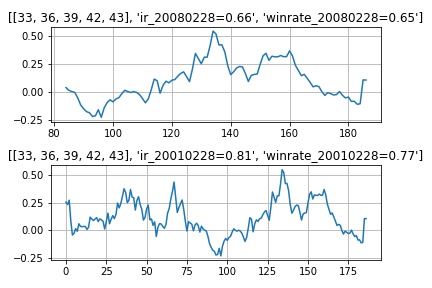 [[33, 36, 39, 42, 43], 'ir_20080228=0.66', 'winrate_20080228=0.65']
0.50
0.25
0.00
−0.25
80 100 120 140 160 180
[[33, 36, 39, 42, 43], 'ir_20010228=0.81', 'winrate_20010228=0.77']
0.50
0.25
0.00
−0.25
0 25 50 75 100 125 150 175